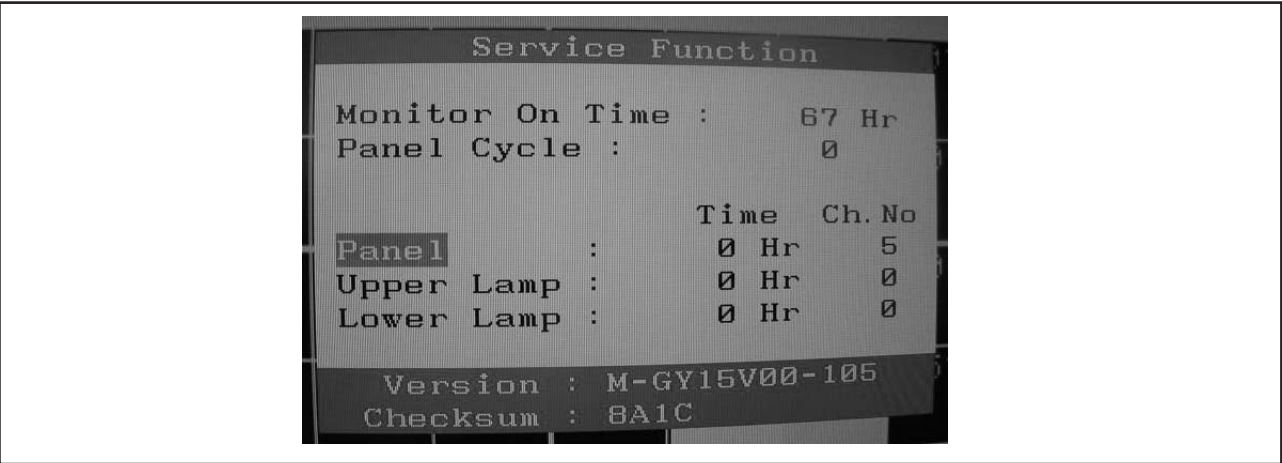 Service Function
Monitor On Time : 67 Hr
Panel Cycle : 0
Time Ch. No
Panel : 0 Hr 5
Upper Lamp : 0 Hr 0
Lower Lamp : 0 Hr 0
Version : M-GY15V00-105
Checksum : 8A1C